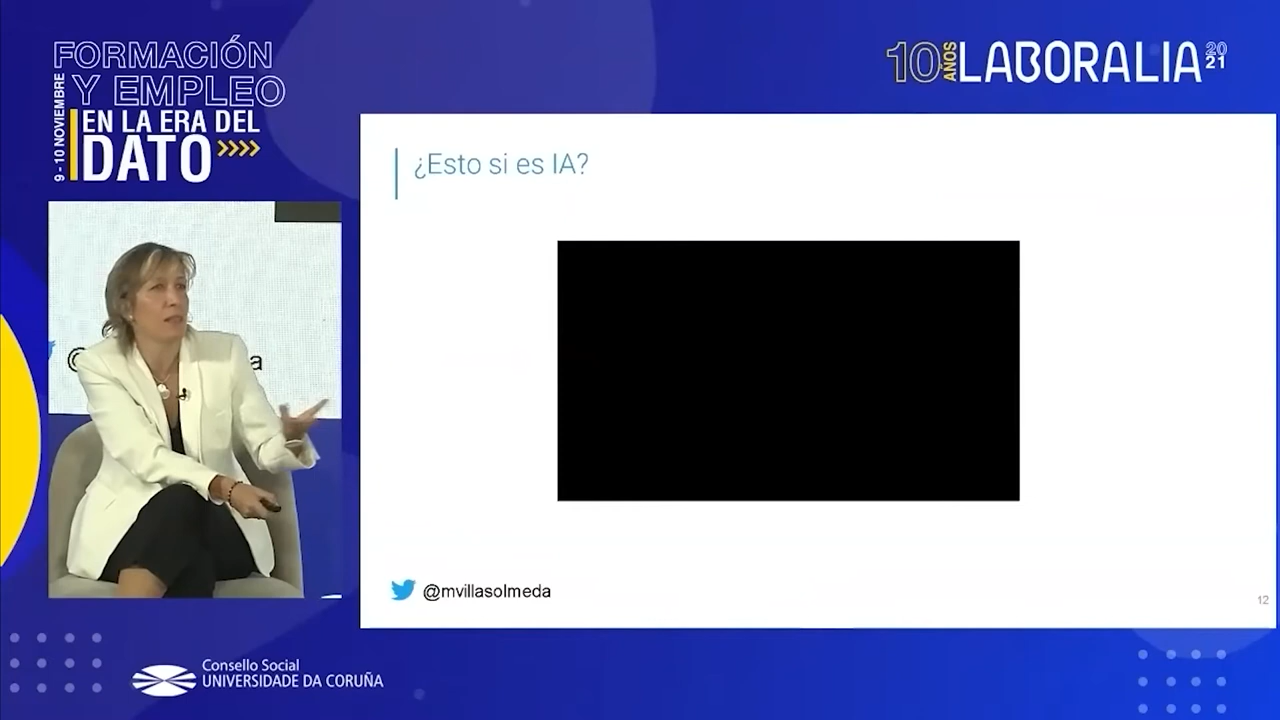 FORMACIÓN
Y EMPLEO
EN LA ERA DEL
DATO
9 - 10 NOVIEMBRE
10 AÑOS LABORALIA 2021
¿Esto si es IA?
@ a
@mvillasolmeda
12
Consello Social
UNIVERSIDADE DA CORUÑA